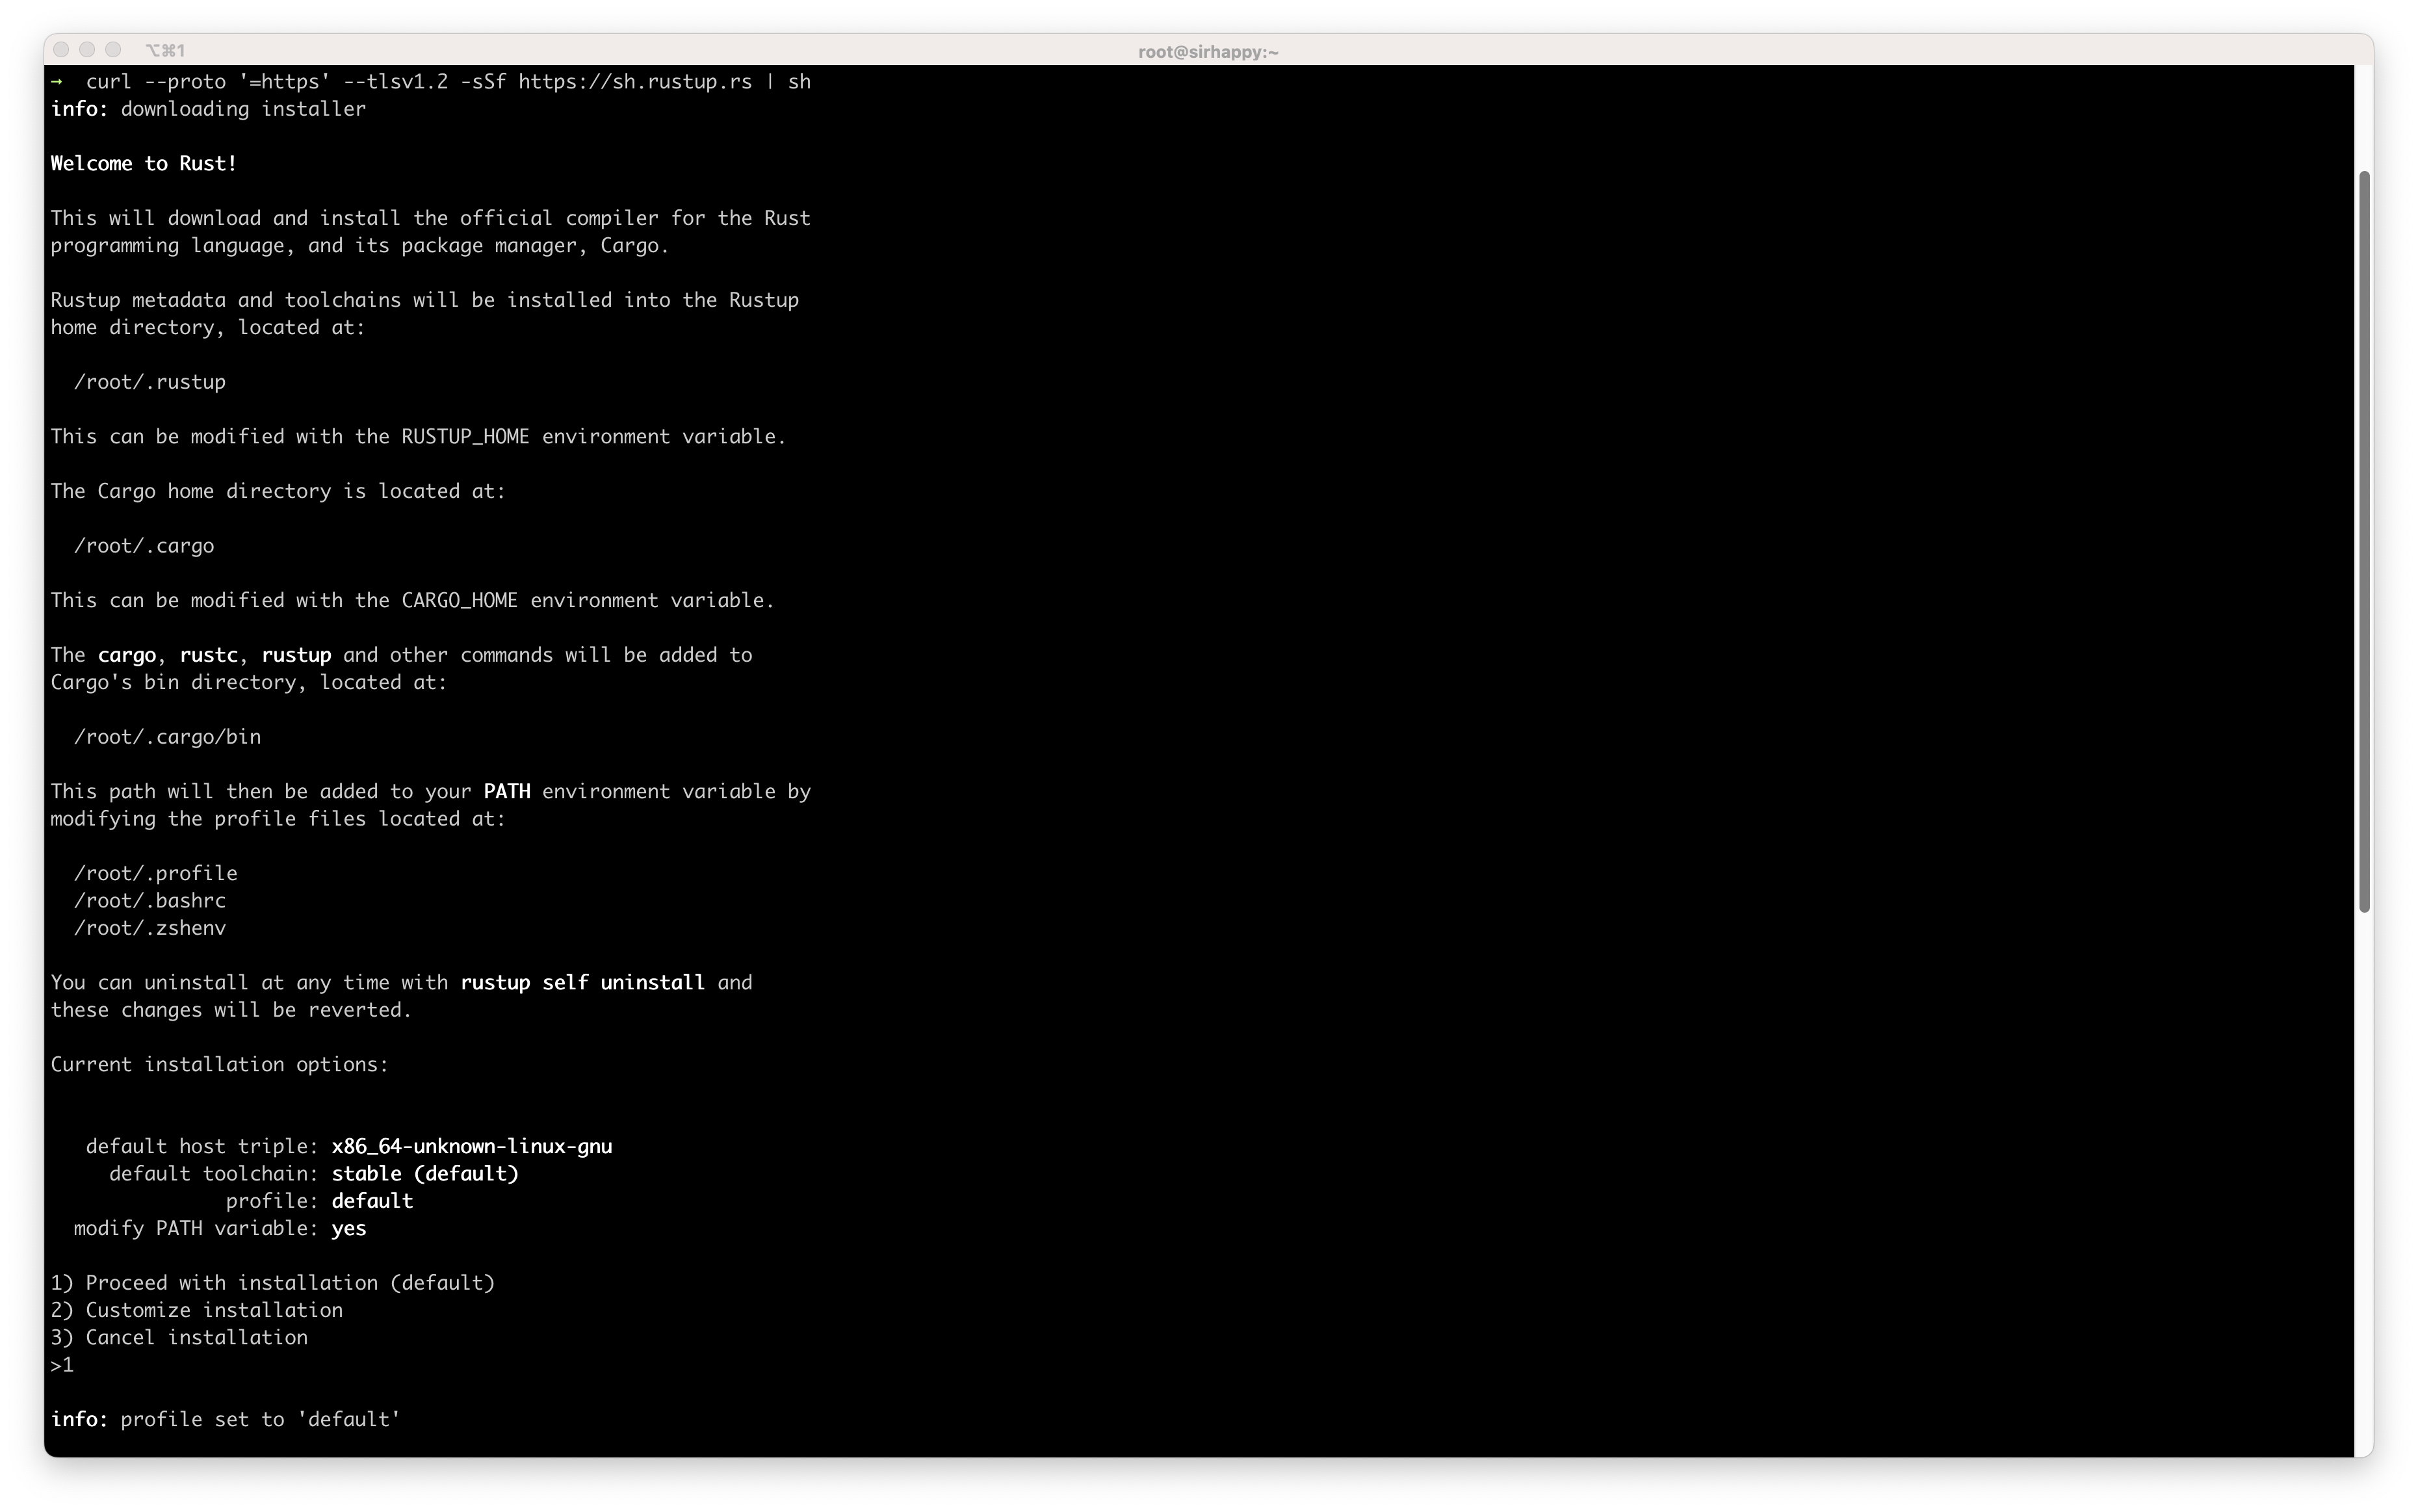 ⌥⌘1
root@sirhappy:~
→  curl --proto '=https' --tlsv1.2 -sSf https://sh.rustup.rs | sh
info: downloading installer

Welcome to Rust!

This will download and install the official compiler for the Rust
programming language, and its package manager, Cargo.

Rustup metadata and toolchains will be installed into the Rustup
home directory, located at:

  /root/.rustup

This can be modified with the RUSTUP_HOME environment variable.

The Cargo home directory is located at:

  /root/.cargo

This can be modified with the CARGO_HOME environment variable.

The cargo, rustc, rustup and other commands will be added to
Cargo's bin directory, located at:

  /root/.cargo/bin

This path will then be added to your PATH environment variable by
modifying the profile files located at:

  /root/.profile
  /root/.bashrc
  /root/.zshenv

You can uninstall at any time with rustup self uninstall and
these changes will be reverted.

Current installation options:


   default host triple: x86_64-unknown-linux-gnu
     default toolchain: stable (default)
               profile: default
  modify PATH variable: yes

1) Proceed with installation (default)
2) Customize installation
3) Cancel installation
>1

info: profile set to 'default'